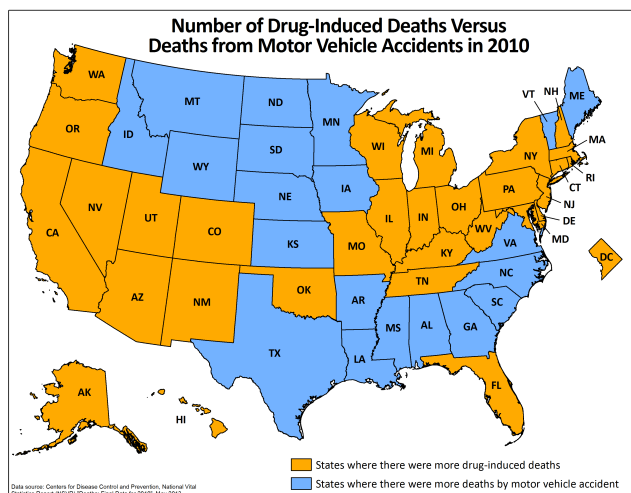 Number of Drug-Induced Deaths Versus
Deaths from Motor Vehicle Accidents in 2010
WA
MT
ND
MN
VT
NH
ME
OR
ID
WY
SD
WI
MI
NY
MA
RI
CT
NV
UT
CO
NE
IA
IL
IN
OH
PA
NJ
DE
MD
CA
KS
MO
WV
KY
VA
DC
AZ
NM
OK
AR
TN
NC
SC
TX
LA
MS
AL
GA
FL
AK
HI
States where there were more drug-induced deaths
States where there were more deaths by motor vehicle accident
Data source: Centers for Disease Control and Prevention, National Vital